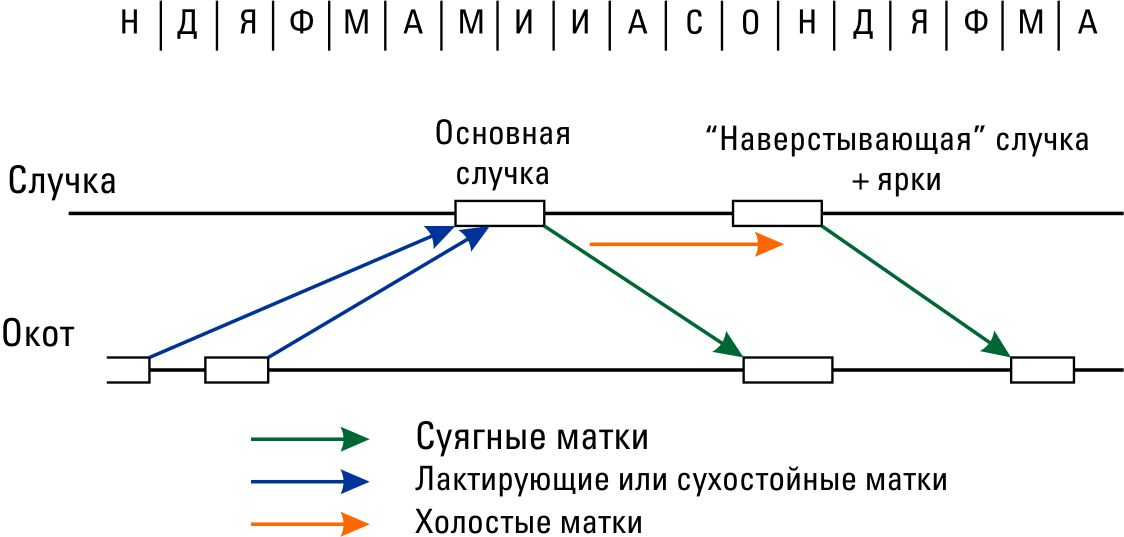 Н Д Я Ф М А М И И А С О Н Д Я Ф М А
Основная
случка
“Наверстывающая” случка
+ ярки
Случка
Окот
Суягные матки
Лактирующие или сухостойные матки
Холостые матки